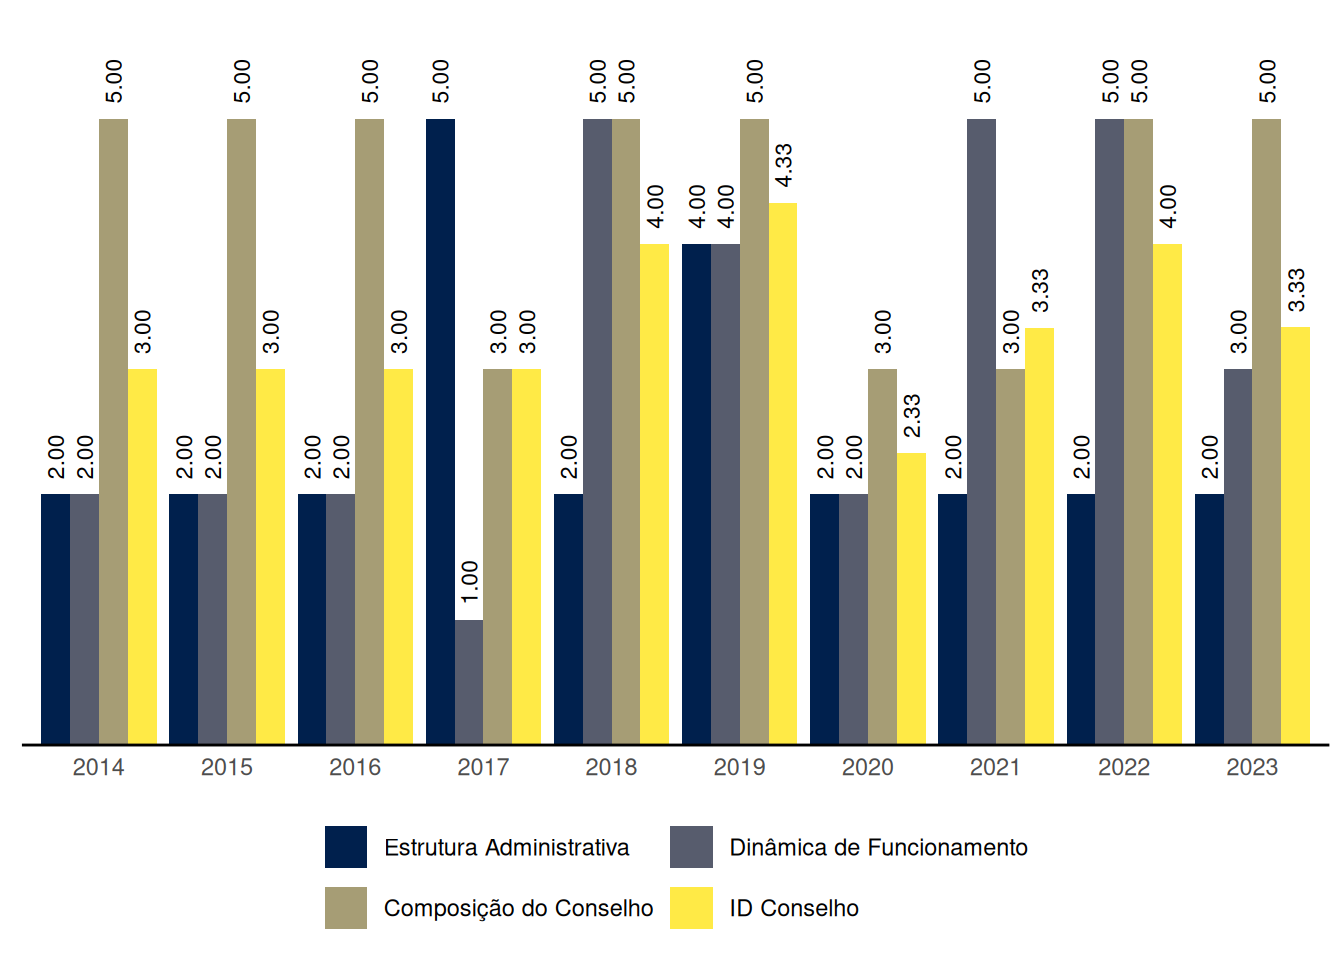 2.00 2.00 5.00 3.00 2.00 2.00 5.00 3.00 2.00 2.00 5.00 3.00 5.00 1.00 3.00 3.00 2.00 5.00 5.00 4.00 4.00 4.00 5.00 4.33 2.00 2.00 3.00 2.33 2.00 5.00 3.00 3.33 2.00 5.00 5.00 4.00 2.00 3.00 5.00 3.33
2014 2015 2016 2017 2018 2019 2020 2021 2022 2023
Estrutura Administrativa Dinâmica de Funcionamento
Composição do Conselho ID Conselho